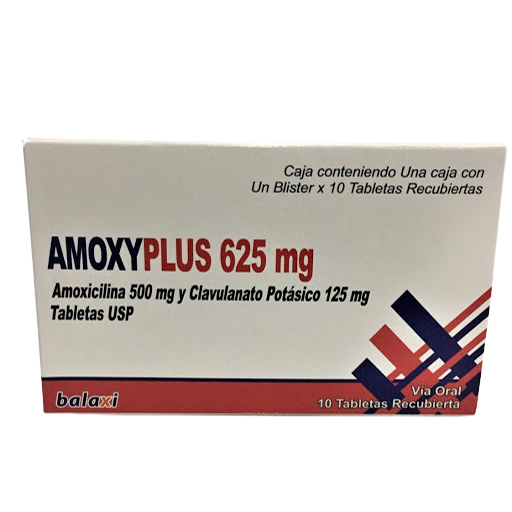 Caja conteniendo Una caja con
Un Blister x 10 Tabletas Recubiertas
AMOXYPLUS 625 mg
Amoxicilina 500 mg y Clavulanato Potásico 125 mg
Tabletas USP
balaxi
Via Oral
10 Tabletas Recubierta